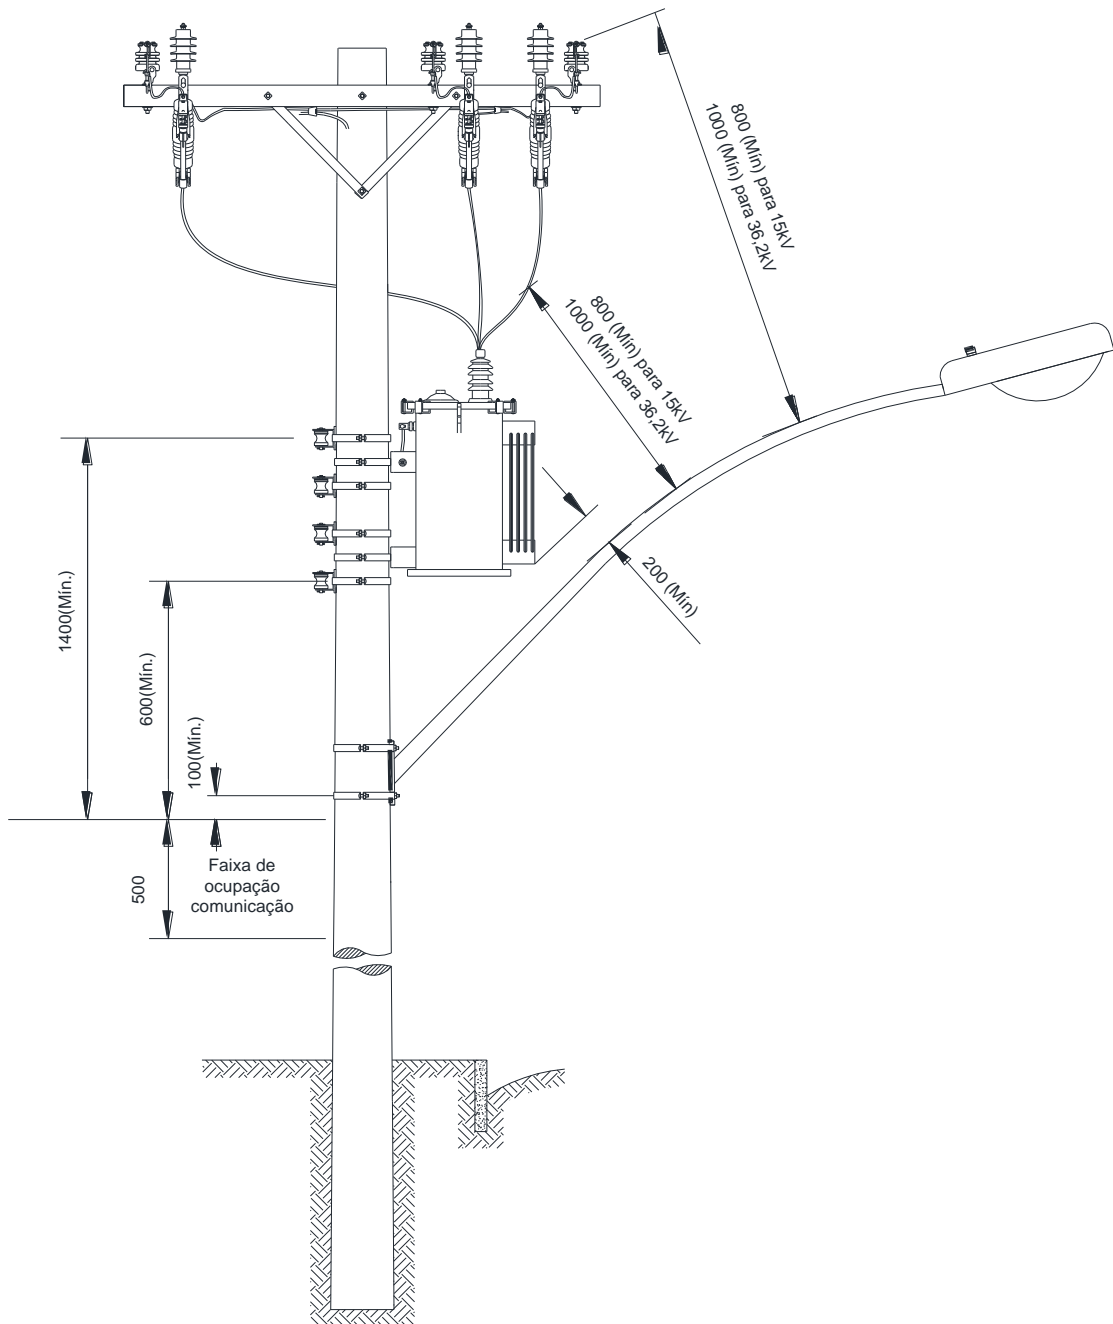 800 (Mín) para 15kV
1000 (Mín) para 36,2kV
800 (Mín) para 15kV
1000 (Mín) para 36,2kV
200 (Mín)
1400(Mín.)
600(Mín.)
100(Mín.)
500
Faixa de
ocupação
comunicação